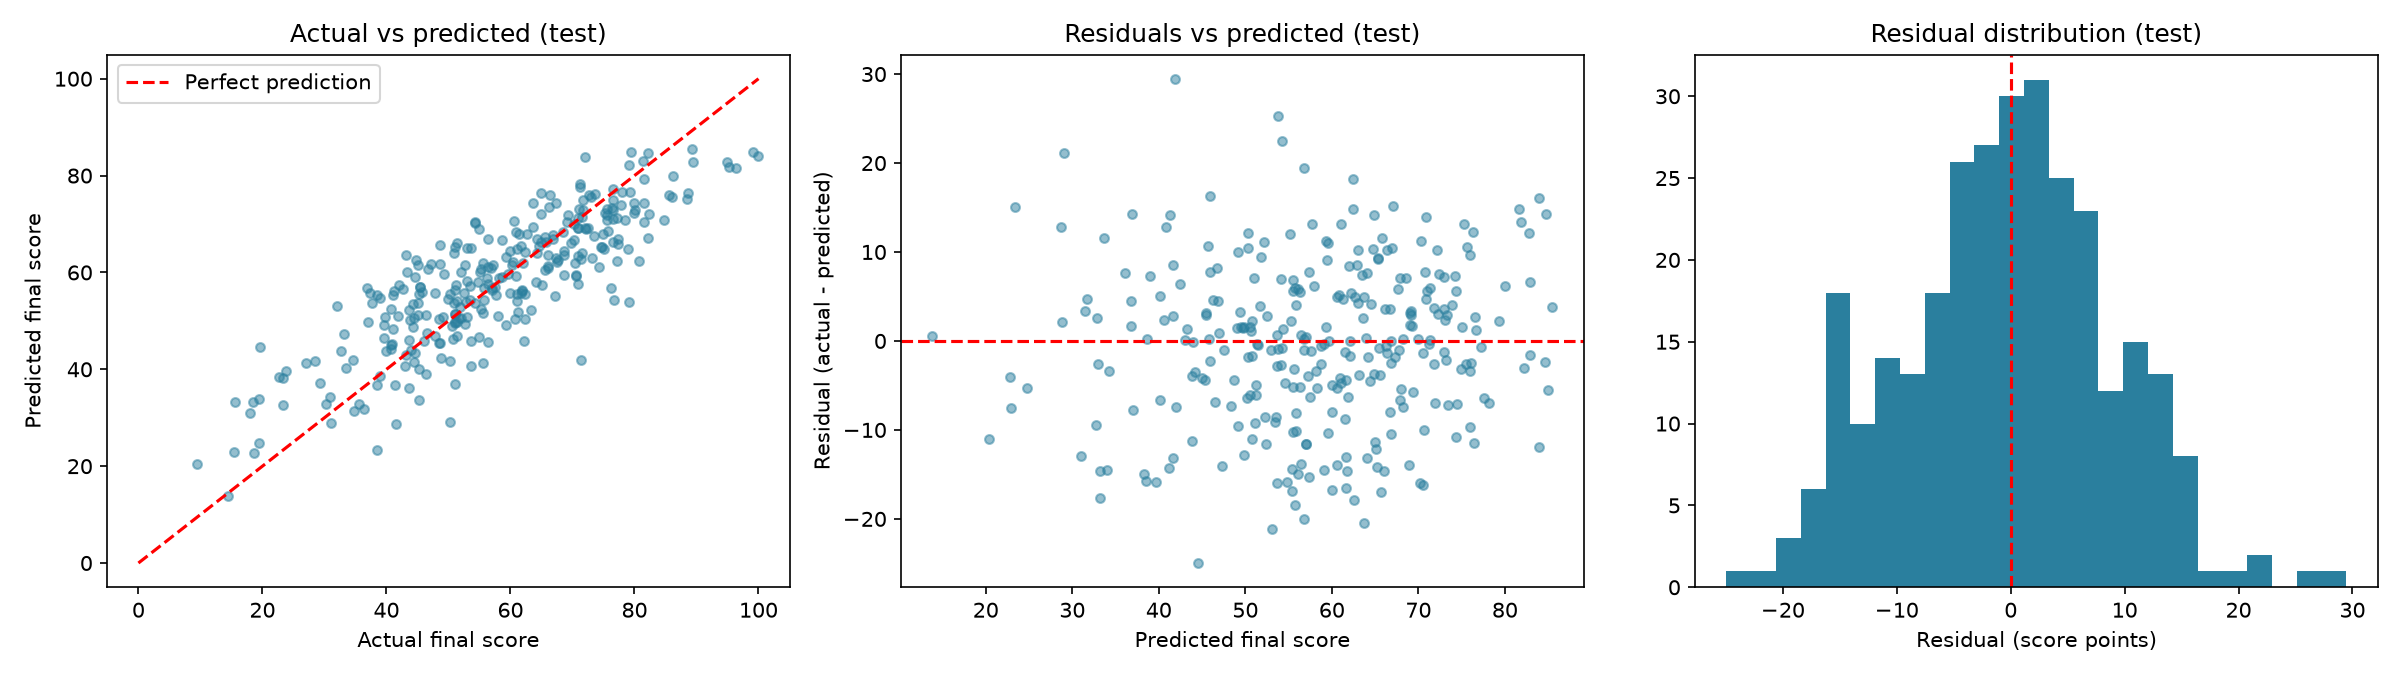 Actual vs predicted (test)
Perfect prediction
100
80
60
40
20
0
Predicted final score
0 20 40 60 80 100
Actual final score
Residuals vs predicted (test)
30
20
10
0
−10
−20
Residual (actual - predicted)
20 30 40 50 60 70 80
Predicted final score
Residual distribution (test)
30
25
20
15
10
5
0
−20 −10 0 10 20 30
Residual (score points)